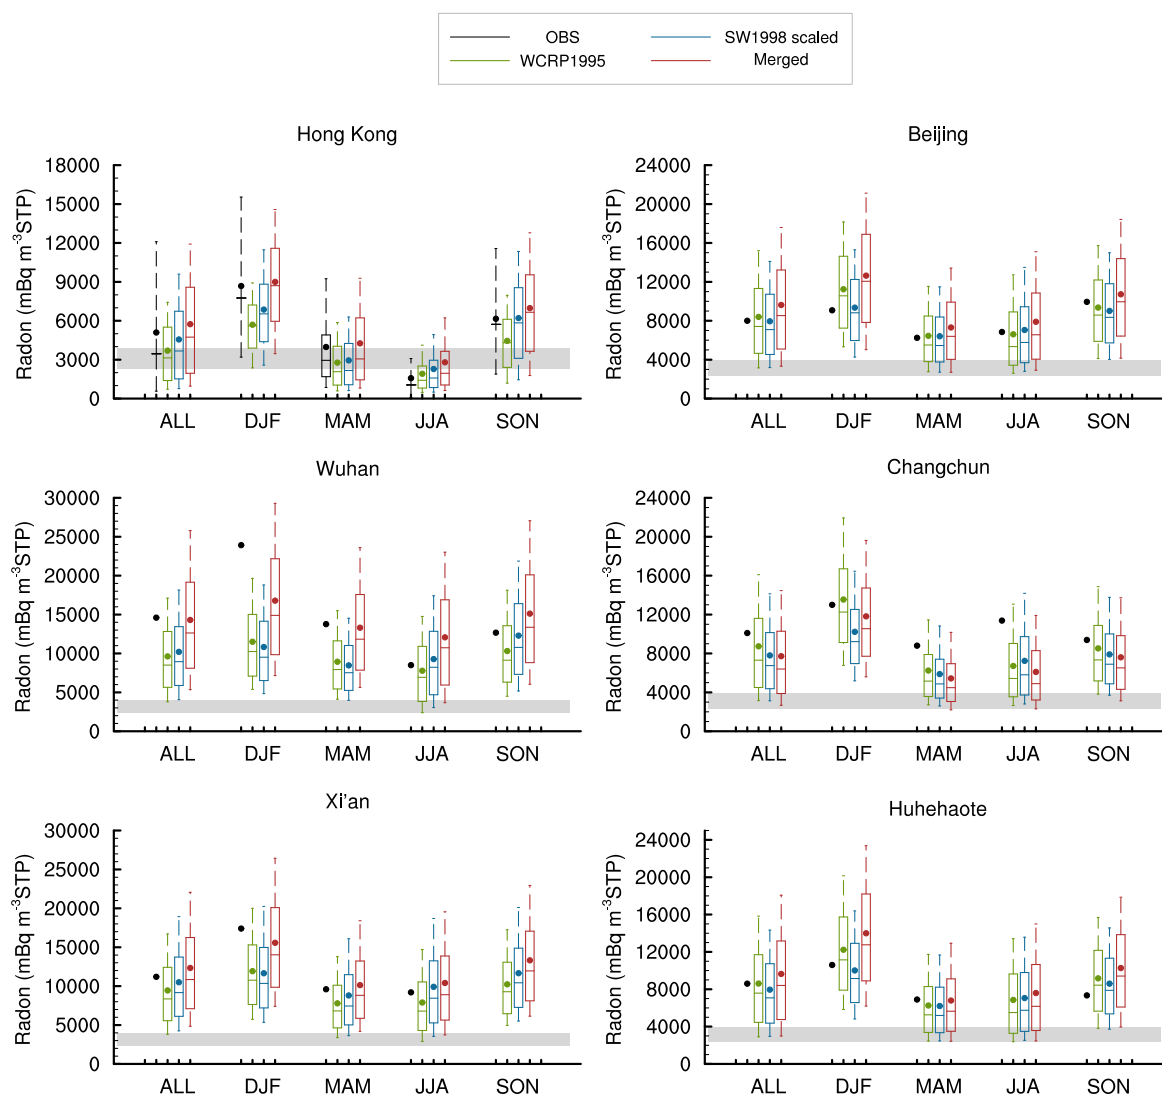 OBS SW1998 scaled
WCRP1995 Merged
Hong Kong
Radon (mBq m⁻³STP)
18000
15000
12000
9000
6000
3000
0
ALL DJF MAM JJA SON
Beijing
Radon (mBq m⁻³STP)
24000
20000
16000
12000
8000
4000
0
ALL DJF MAM JJA SON
Wuhan
Radon (mBq m⁻³STP)
30000
25000
20000
15000
10000
5000
0
ALL DJF MAM JJA SON
Changchun
Radon (mBq m⁻³STP)
24000
20000
16000
12000
8000
4000
0
ALL DJF MAM JJA SON
Xi'an
Radon (mBq m⁻³STP)
30000
25000
20000
15000
10000
5000
0
ALL DJF MAM JJA SON
Huhehaote
Radon (mBq m⁻³STP)
24000
20000
16000
12000
8000
4000
0
ALL DJF MAM JJA SON